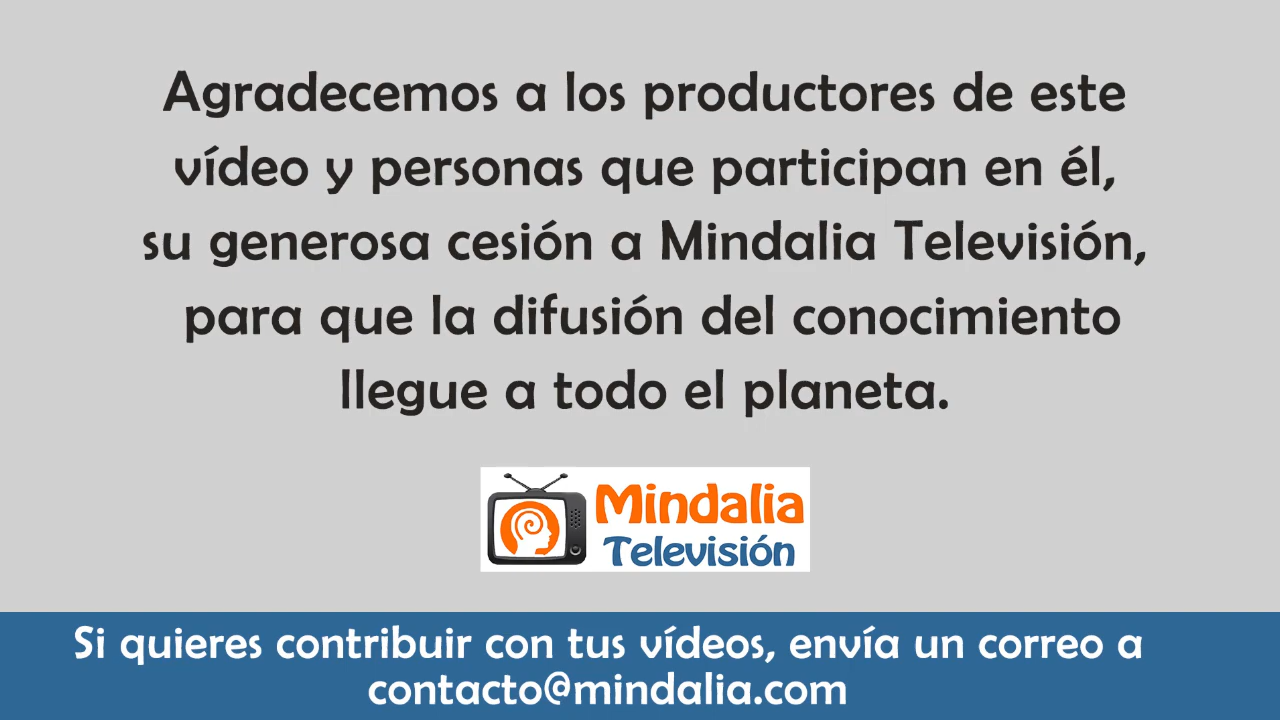 Agradecemos a los productores de este
vídeo y personas que participan en él,
su generosa cesión a Mindalia Televisión,
para que la difusión del conocimiento
llegue a todo el planeta.
Mindalia
Televisión
Si quieres contribuir con tus vídeos, envía un correo a
contacto@mindalia.com